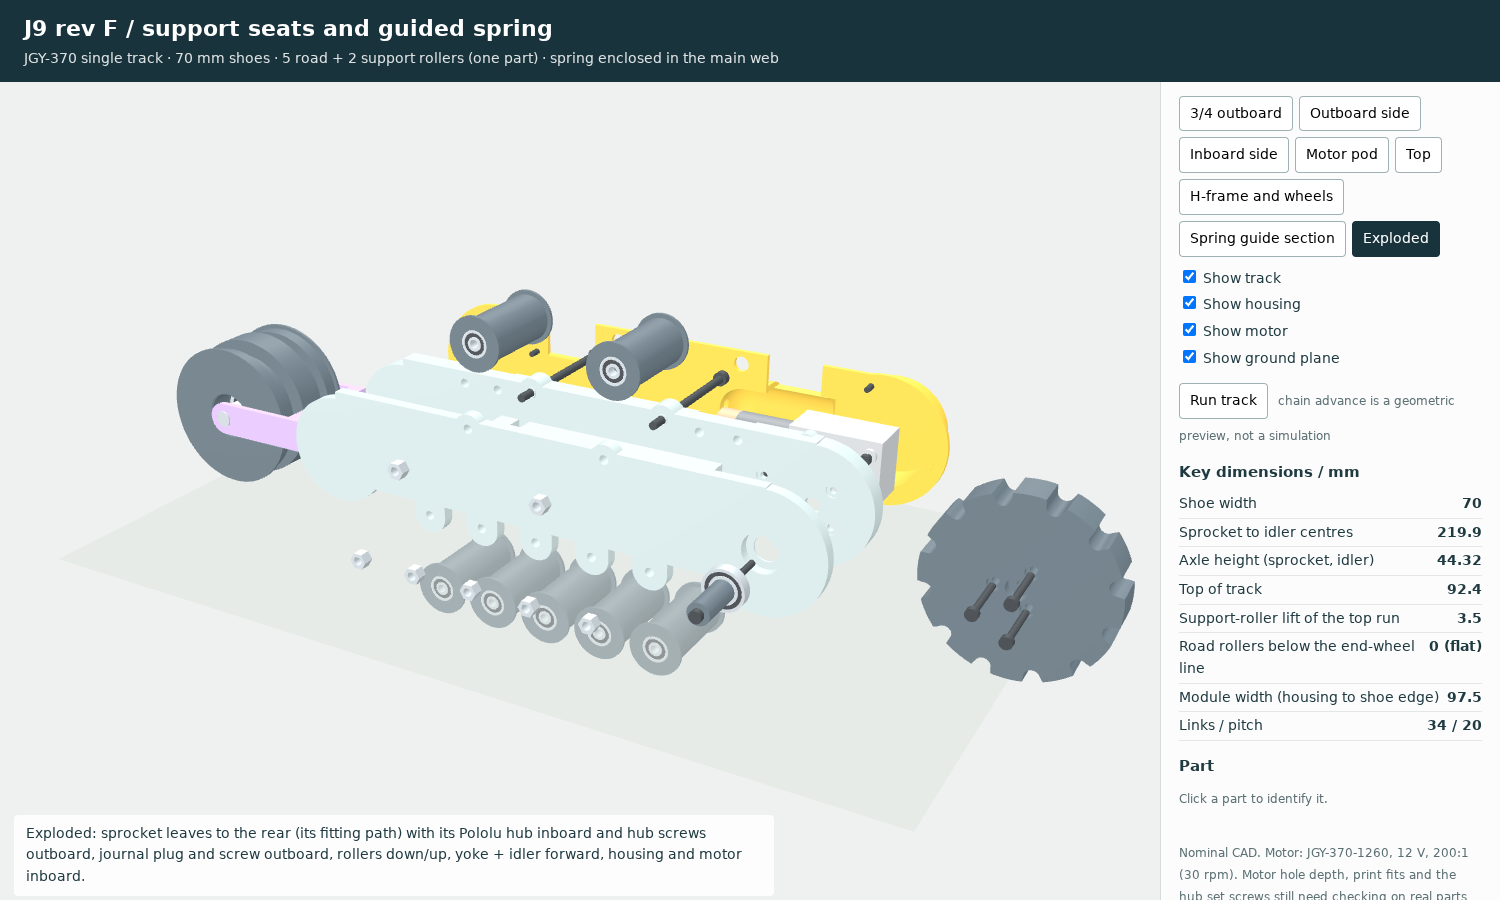 J9 rev F / support seats and guided spring
JGY-370 single track · 70 mm shoes · 5 road + 2 support rollers (one part) · spring enclosed in the main web
3/4 outboard
Outboard side
Inboard side
Motor pod
Top
H-frame and wheels
Spring guide section
Exploded
Show track
Show housing
Show motor
Show ground plane
Run track
chain advance is a geometric
preview, not a simulation
Key dimensions / mm
Shoe width 70
Sprocket to idler centres 219.9
Axle height (sprocket, idler) 44.32
Top of track 92.4
Support-roller lift of the top run 3.5
Road rollers below the end-wheel 0 (flat)
line
Module width (housing to shoe edge) 97.5
Links / pitch 34 / 20
Part
Click a part to identify it.
Nominal CAD. Motor: JGY-370-1260, 12 V, 200:1
(30 rpm). Motor hole depth, print fits and the
hub set screws still need checking on real parts
Exploded: sprocket leaves to the rear (its fitting path) with its Pololu hub inboard and hub screws
outboard, journal plug and screw outboard, rollers down/up, yoke + idler forward, housing and motor
inboard.